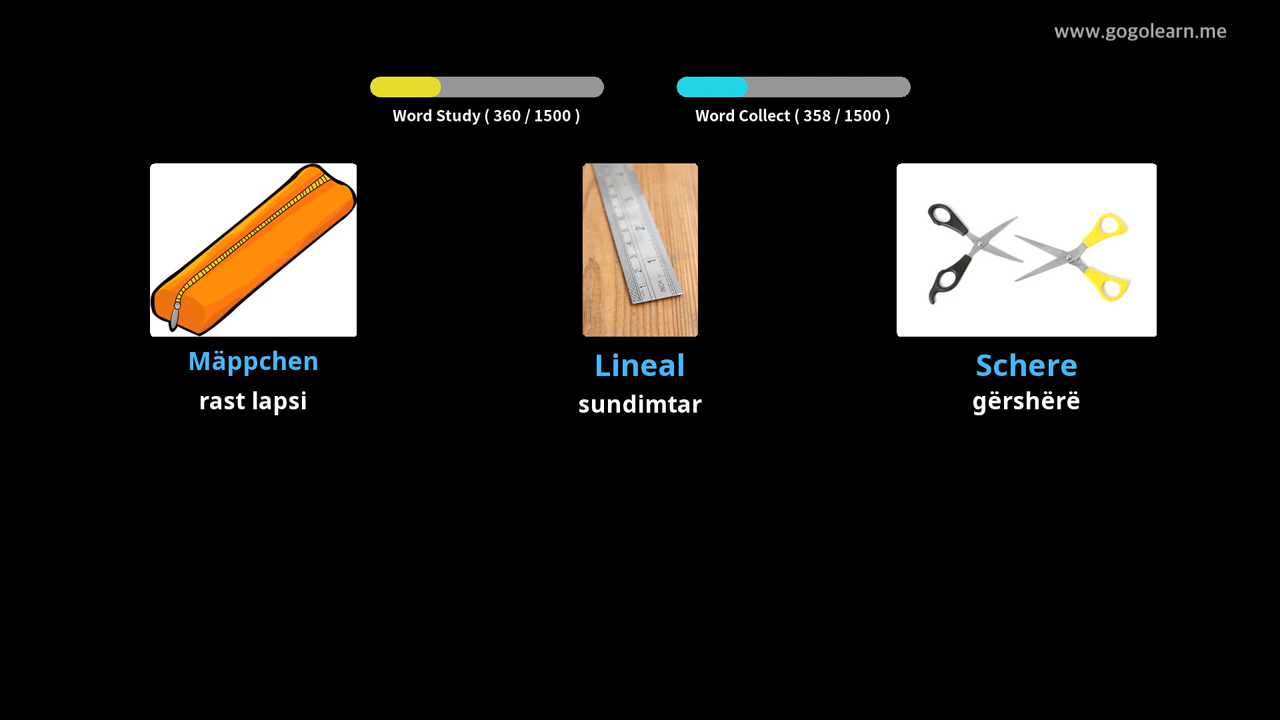 www.gogolearn.me
Word Study ( 360 / 1500 )
Word Collect ( 358 / 1500 )
Mäppchen
rast lapsi
Lineal
sundimtar
Schere
gërshërë